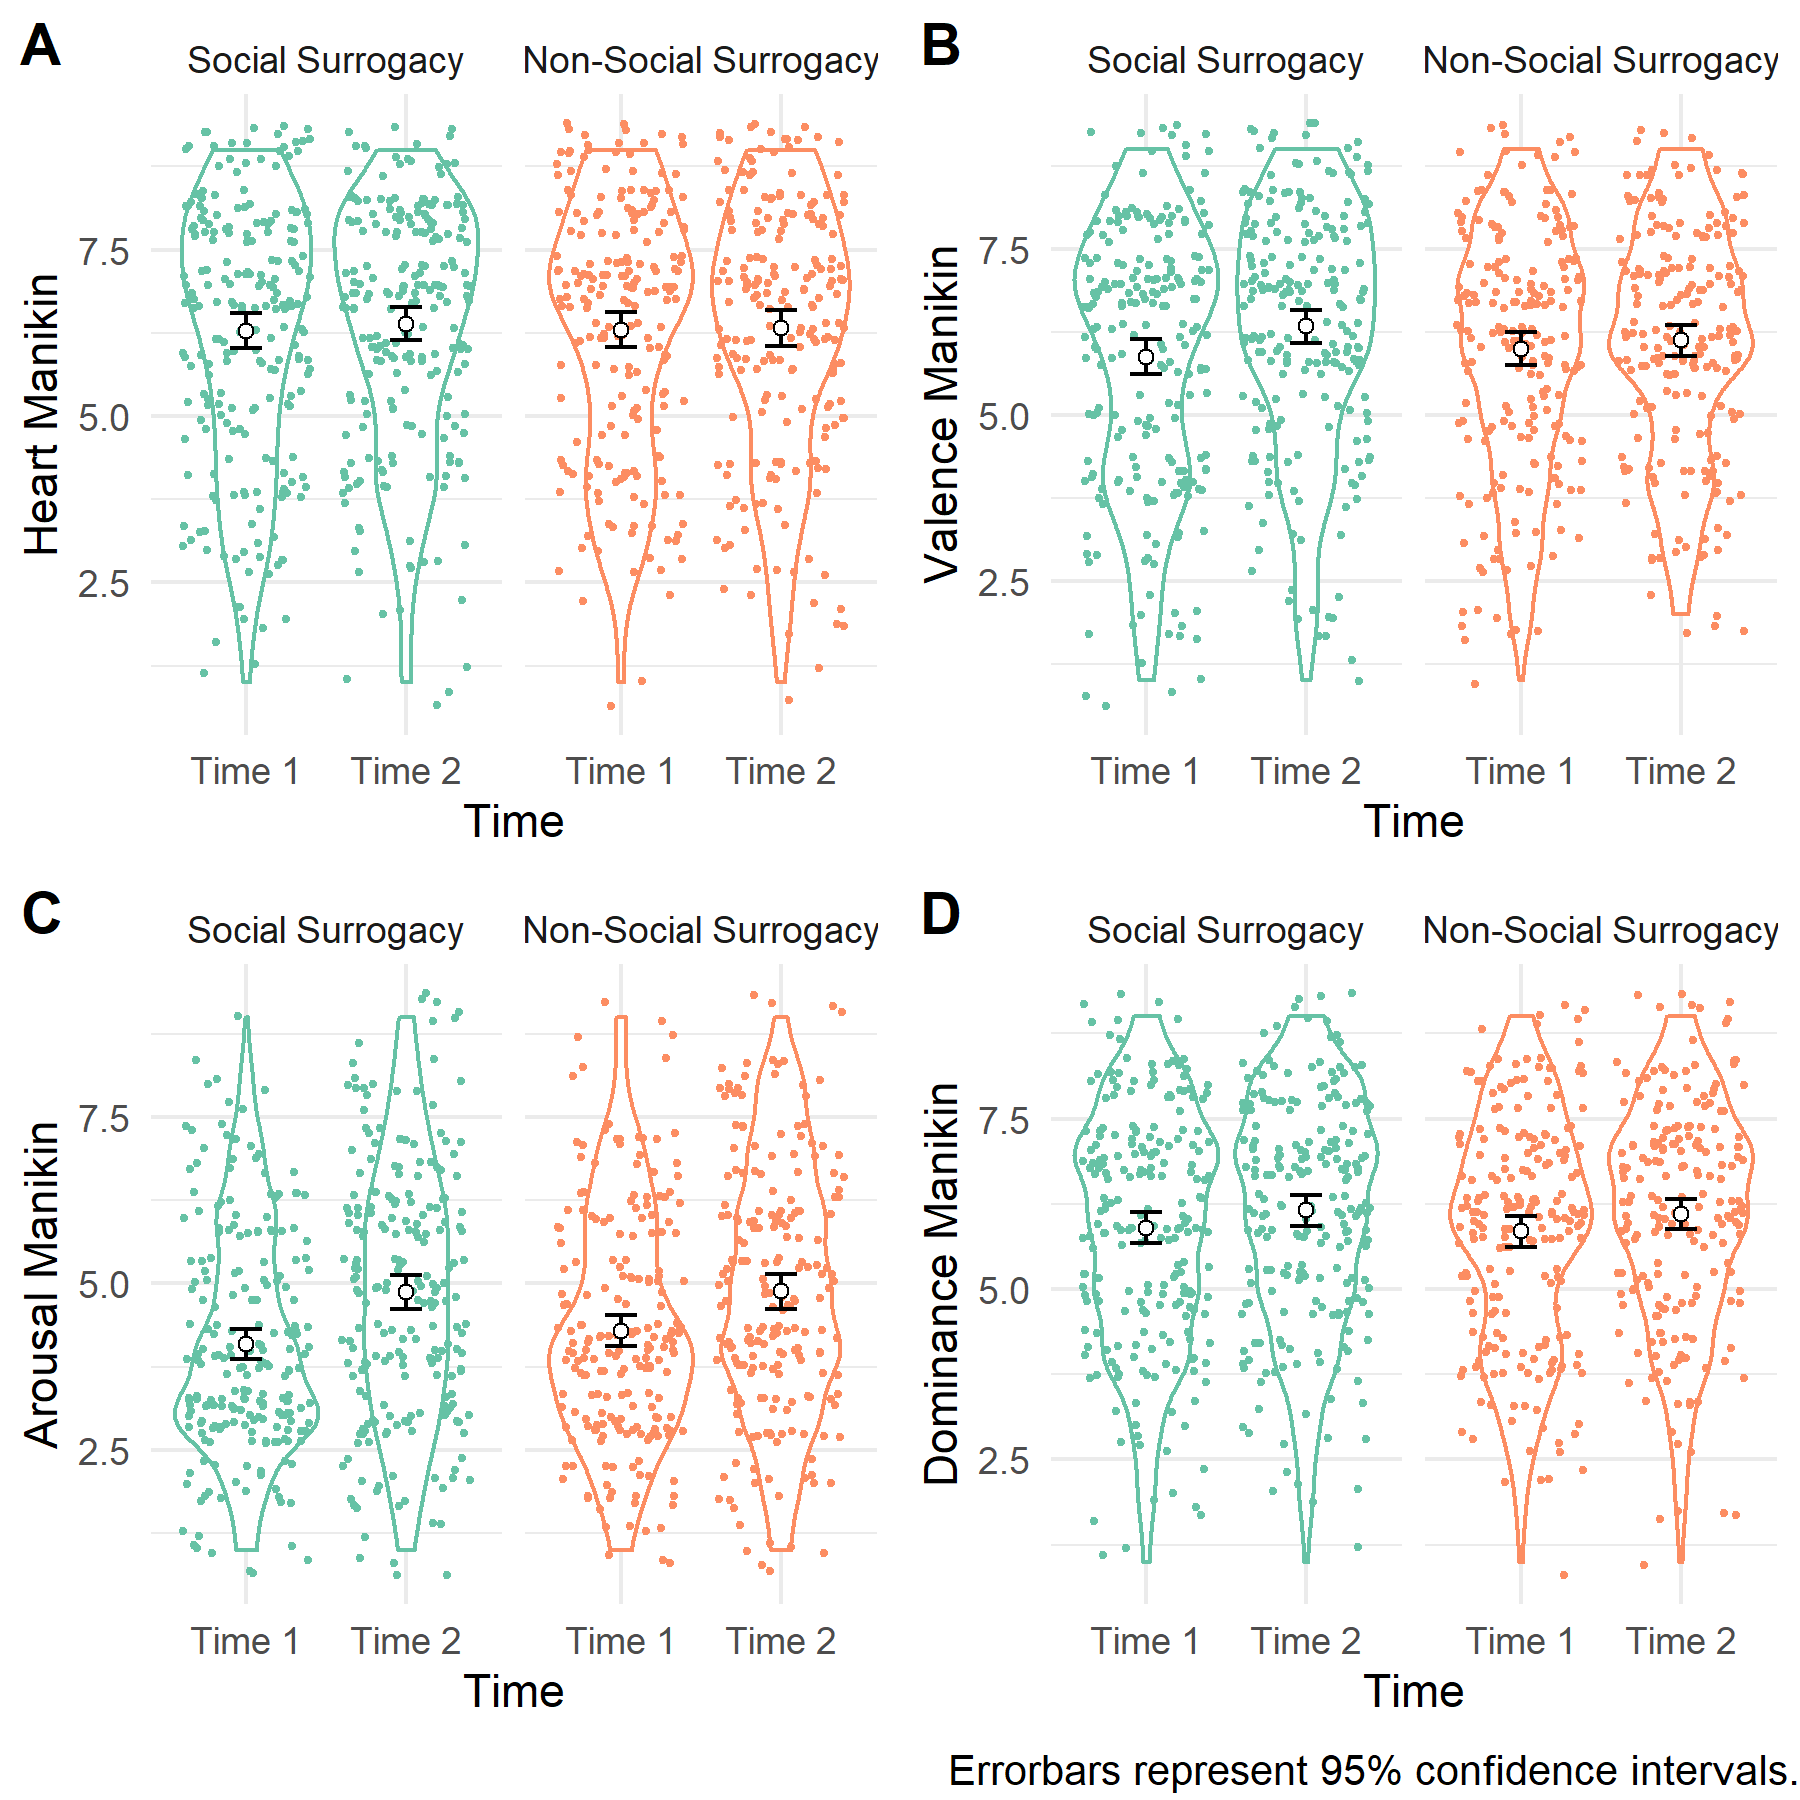 A
Social Surrogacy
Non-Social Surrogacy
Heart Manikin
7.5
5.0
2.5
Time 1
Time 2
Time 1
Time 2
Time
B
Social Surrogacy
Non-Social Surrogacy
Valence Manikin
7.5
5.0
2.5
Time 1
Time 2
Time 1
Time 2
Time
C
Social Surrogacy
Non-Social Surrogacy
Arousal Manikin
7.5
5.0
2.5
Time 1
Time 2
Time 1
Time 2
Time
D
Social Surrogacy
Non-Social Surrogacy
Dominance Manikin
7.5
5.0
2.5
Time 1
Time 2
Time 1
Time 2
Time
Errorbars represent 95% confidence intervals.